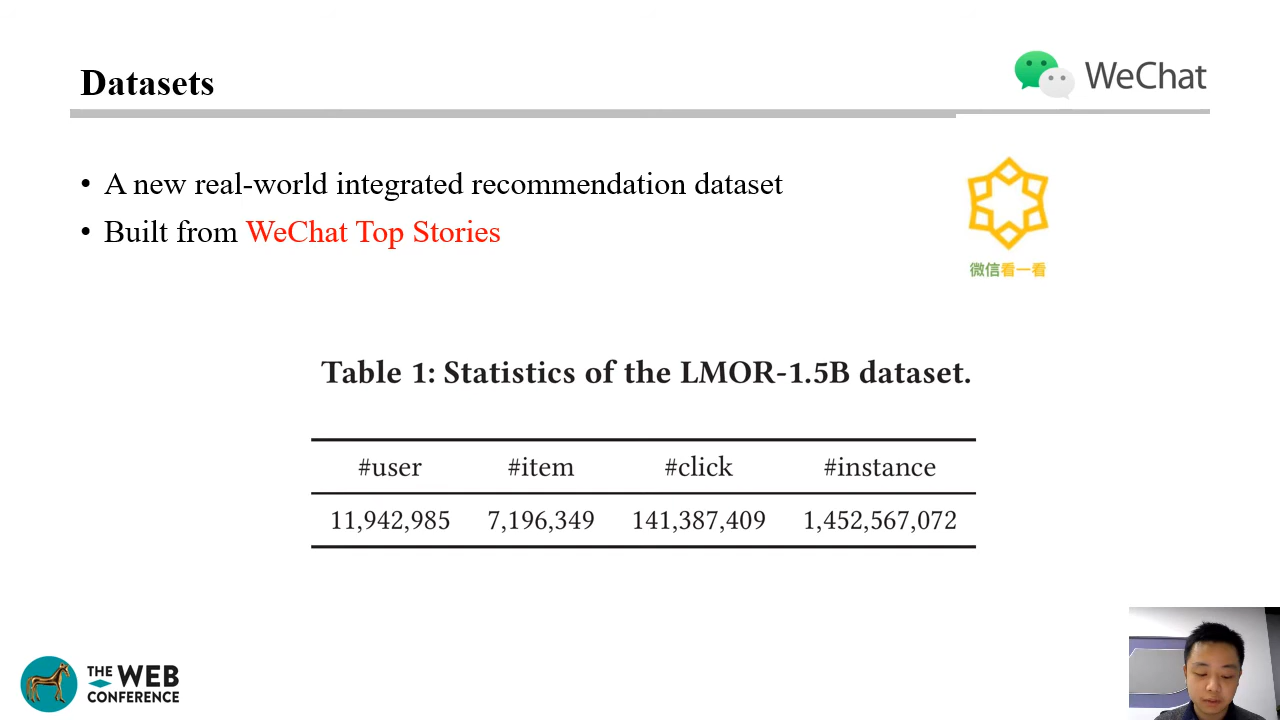 Datasets
WeChat
• A new real-world integrated recommendation dataset
• Built from WeChat Top Stories
微信看一看
Table 1: Statistics of the LMOR-1.5B dataset.
#user #item #click #instance
11,942,985 7,196,349 141,387,409 1,452,567,072
THE WEB
CONFERENCE